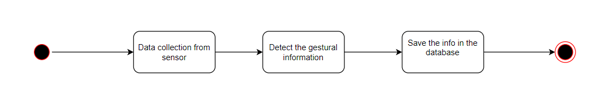 Data collection from
sensor
Detect the gestural
information
Save the info in the
database